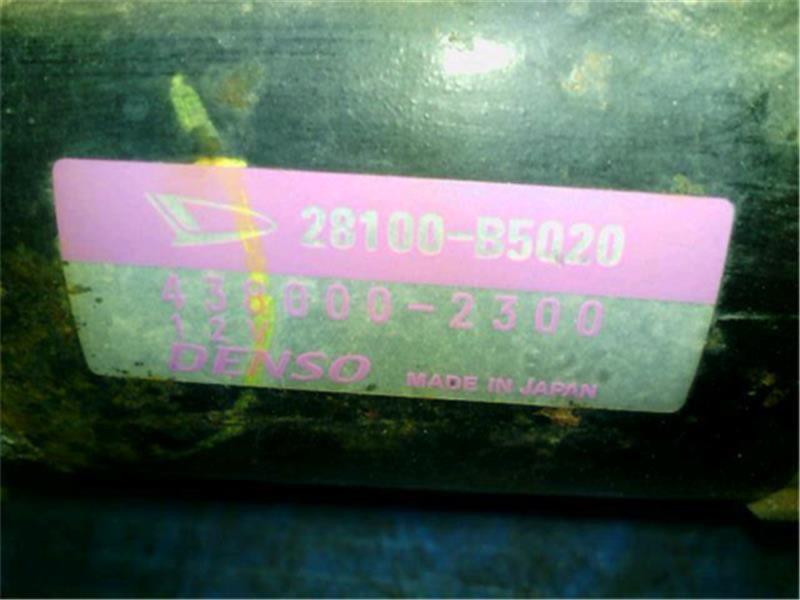 28100-B5020
438000-2300
12V
DENSO
MADE IN JAPAN